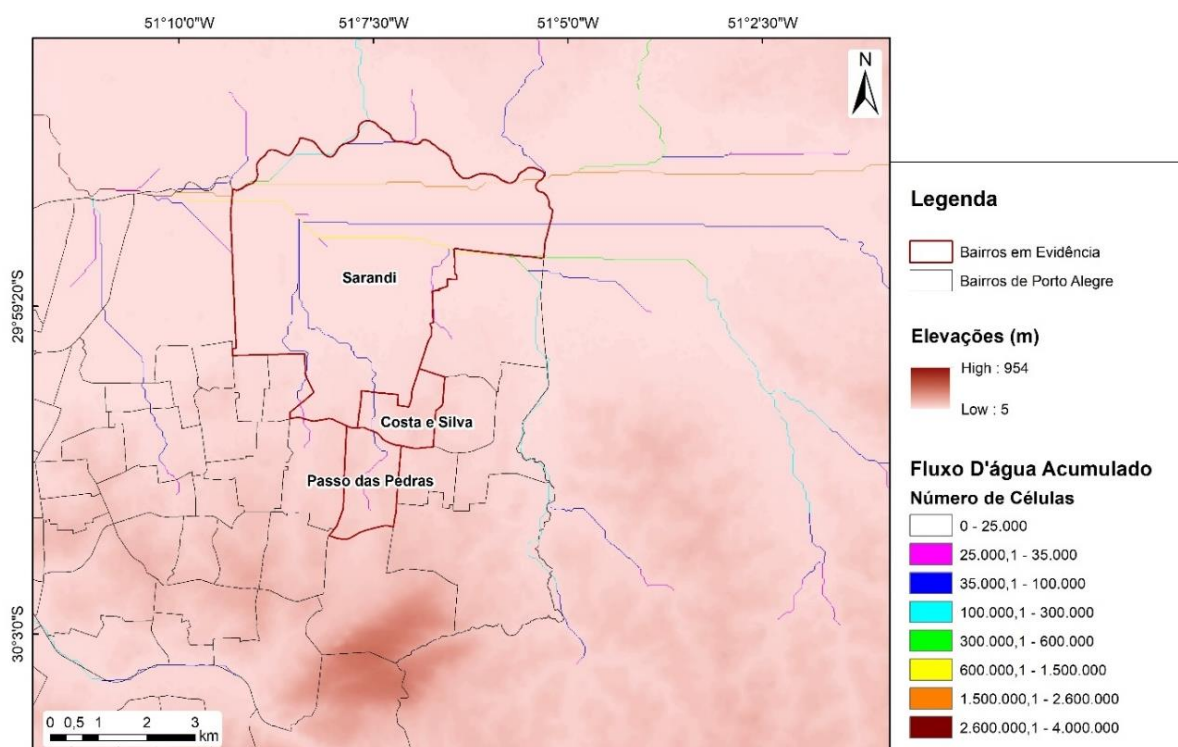 51°10'0"W 51°7'30"W 51°5'0"W 51°2'30"W
N
29°59'20"S
Sarandi
Costa e Silva
Passo das Pedras
30°3'30"S
0 0,5 1 2 3
km
Legenda
Bairros em Evidência
Bairros de Porto Alegre
Elevações (m)
High : 954
Low : 5
Fluxo D'água Acumulado
Número de Células
0 - 25.000
25.000,1 - 35.000
35.000,1 - 100.000
100.000,1 - 300.000
300.000,1 - 600.000
600.000,1 - 1.500.000
1.500.000,1 - 2.600.000
2.600.000,1 - 4.000.000